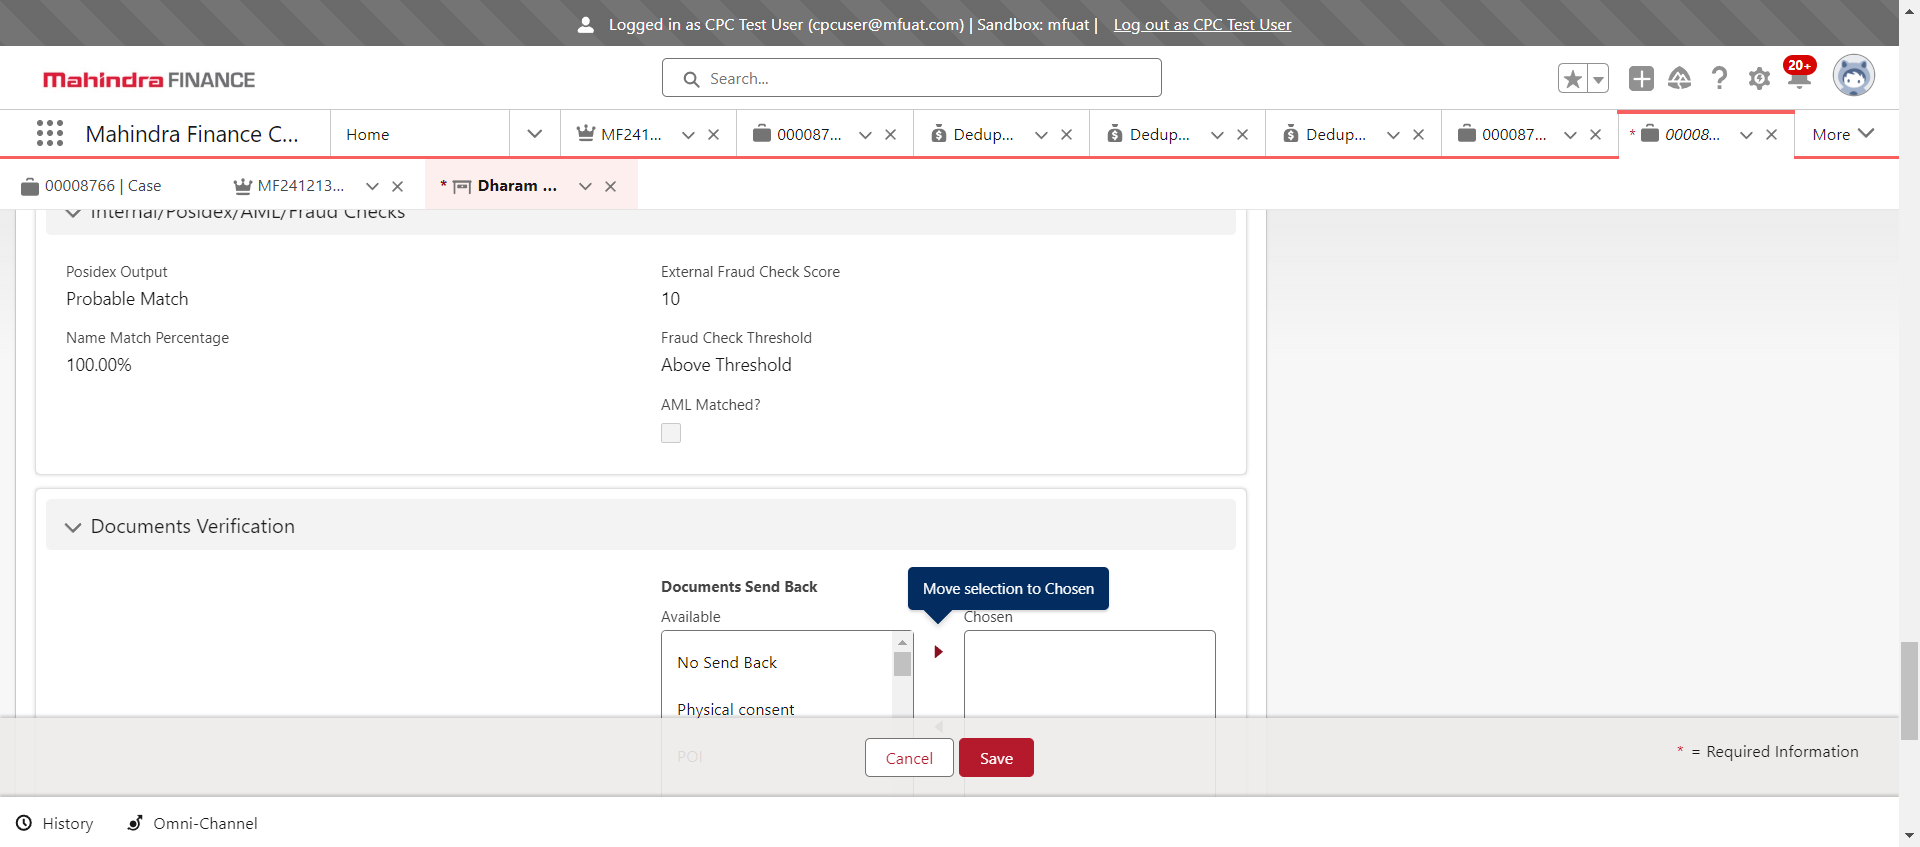 Logged in as CPC Test User (cpcuser@mfuat.com) | Sandbox: mfuat | Log out as CPC Test User
Mahindra FINANCE
Search...
20+
Mahindra Finance C...
Home
MF241...
000087...
Dedup...
Dedup...
Dedup...
000087...
* 00008...
More
00008766 | Case
MF241213...
* Dharam ...
Internal/Posidex/AML/Fraud Checks
Posidex Output
Probable Match
External Fraud Check Score
10
Name Match Percentage
100.00%
Fraud Check Threshold
Above Threshold
AML Matched?
Documents Verification
Documents Send Back
Move selection to Chosen
Available
Chosen
No Send Back
Physical consent
POI
Cancel
Save
* = Required Information
History
Omni-Channel